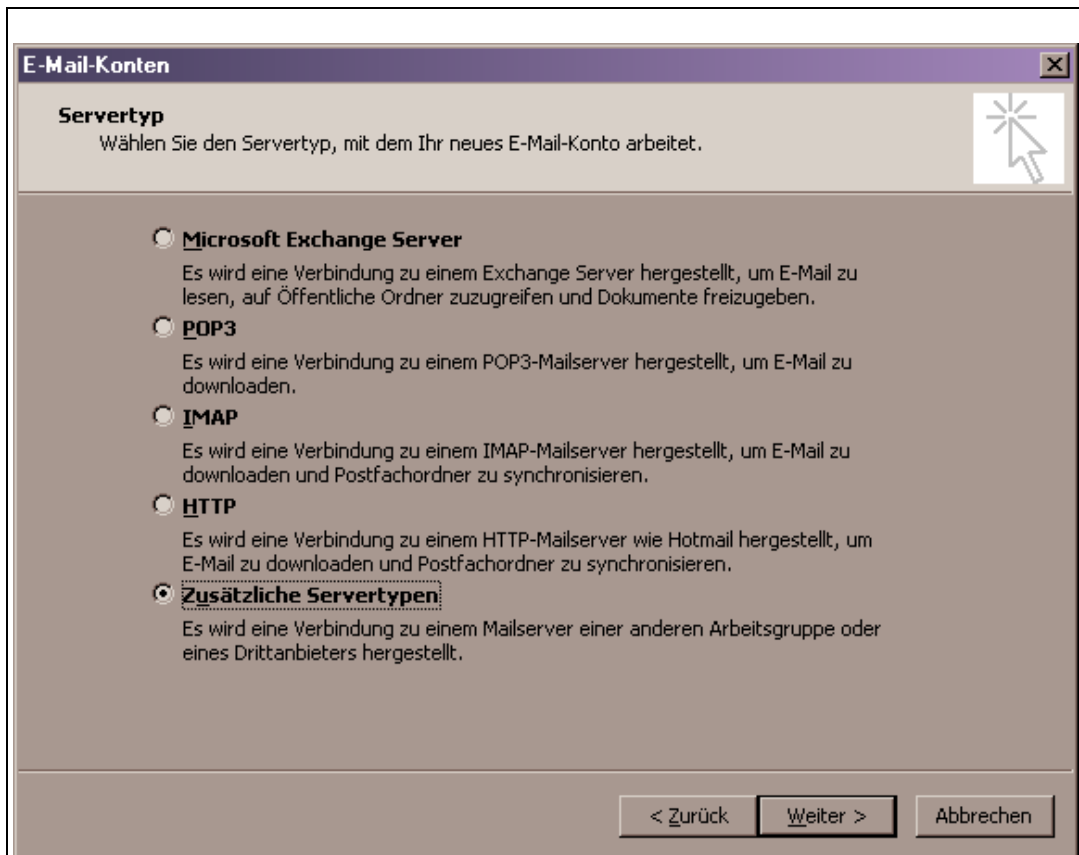 E-Mail-Konten
Servertyp
Wählen Sie den Servertyp, mit dem Ihr neues E-Mail-Konto arbeitet.
Microsoft Exchange Server
Es wird eine Verbindung zu einem Exchange Server hergestellt, um E-Mail zu
lesen, auf Öffentliche Ordner zuzugreifen und Dokumente freizugeben.
POP3
Es wird eine Verbindung zu einem POP3-Mailserver hergestellt, um E-Mail zu
downloaden.
IMAP
Es wird eine Verbindung zu einem IMAP-Mailserver hergestellt, um E-Mail zu
downloaden und Postfachordner zu synchronisieren.
HTTP
Es wird eine Verbindung zu einem HTTP-Mailserver wie Hotmail hergestellt, um
E-Mail zu downloaden und Postfachordner zu synchronisieren.
Zusätzliche Servertypen
Es wird eine Verbindung zu einem Mailserver einer anderen Arbeitsgruppe oder
eines Drittanbieters hergestellt.
< Zurück Weiter > Abbrechen